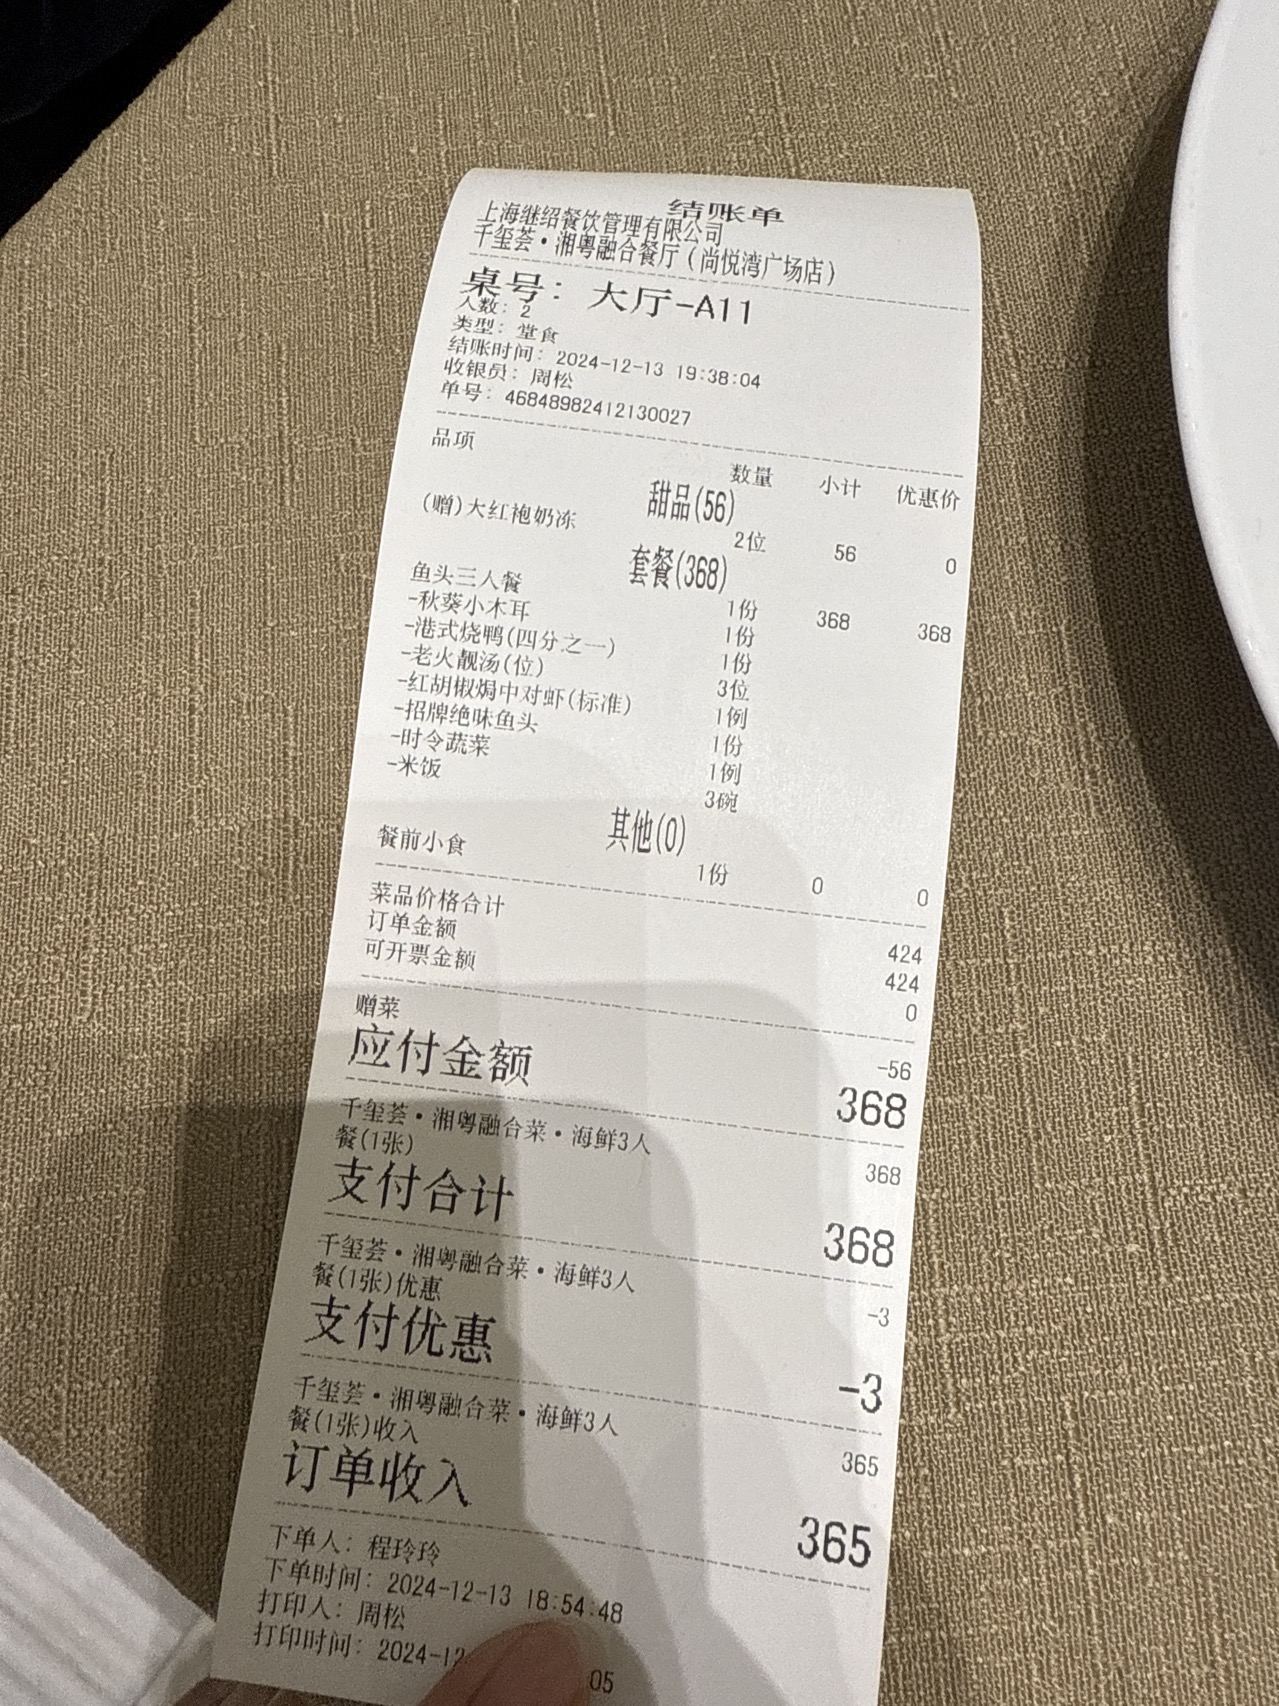 结账单
上海继绍餐饮管理有限公司
千玺荟·湘粤融合餐厅(尚悦湾广场店)
桌号: 大厅-A11
人数: 2
类型: 堂食
结账时间: 2024-12-13 19:38:04
收银员: 周松
单号: 46848982412130027
品项 数量 小计 优惠价
甜品(56)
(赠)大红袍奶冻 2位 56 0
套餐(368)
鱼头三人餐 1份 368 368
-秋葵小木耳 1份
-港式烧鸭(四分之一) 1份
-老火靓汤(位) 3位
-红胡椒焗中对虾(标准) 1例
-招牌绝味鱼头 1份
-时令蔬菜 1例
-米饭 3碗
其他(0)
餐前小食 1份 0 0
菜品价格合计 424
订单金额 424
可开票金额 0
赠菜 -56
应付金额 368
千玺荟·湘粤融合菜·海鲜3人 368
餐(1张)
支付合计 368
千玺荟·湘粤融合菜·海鲜3人 -3
餐(1张)优惠
支付优惠 -3
千玺荟·湘粤融合菜·海鲜3人 365
餐(1张)收入
订单收入 365
下单人: 程玲玲
下单时间: 2024-12-13 18:54:48
打印人: 周松
打印时间: 2024-12 05